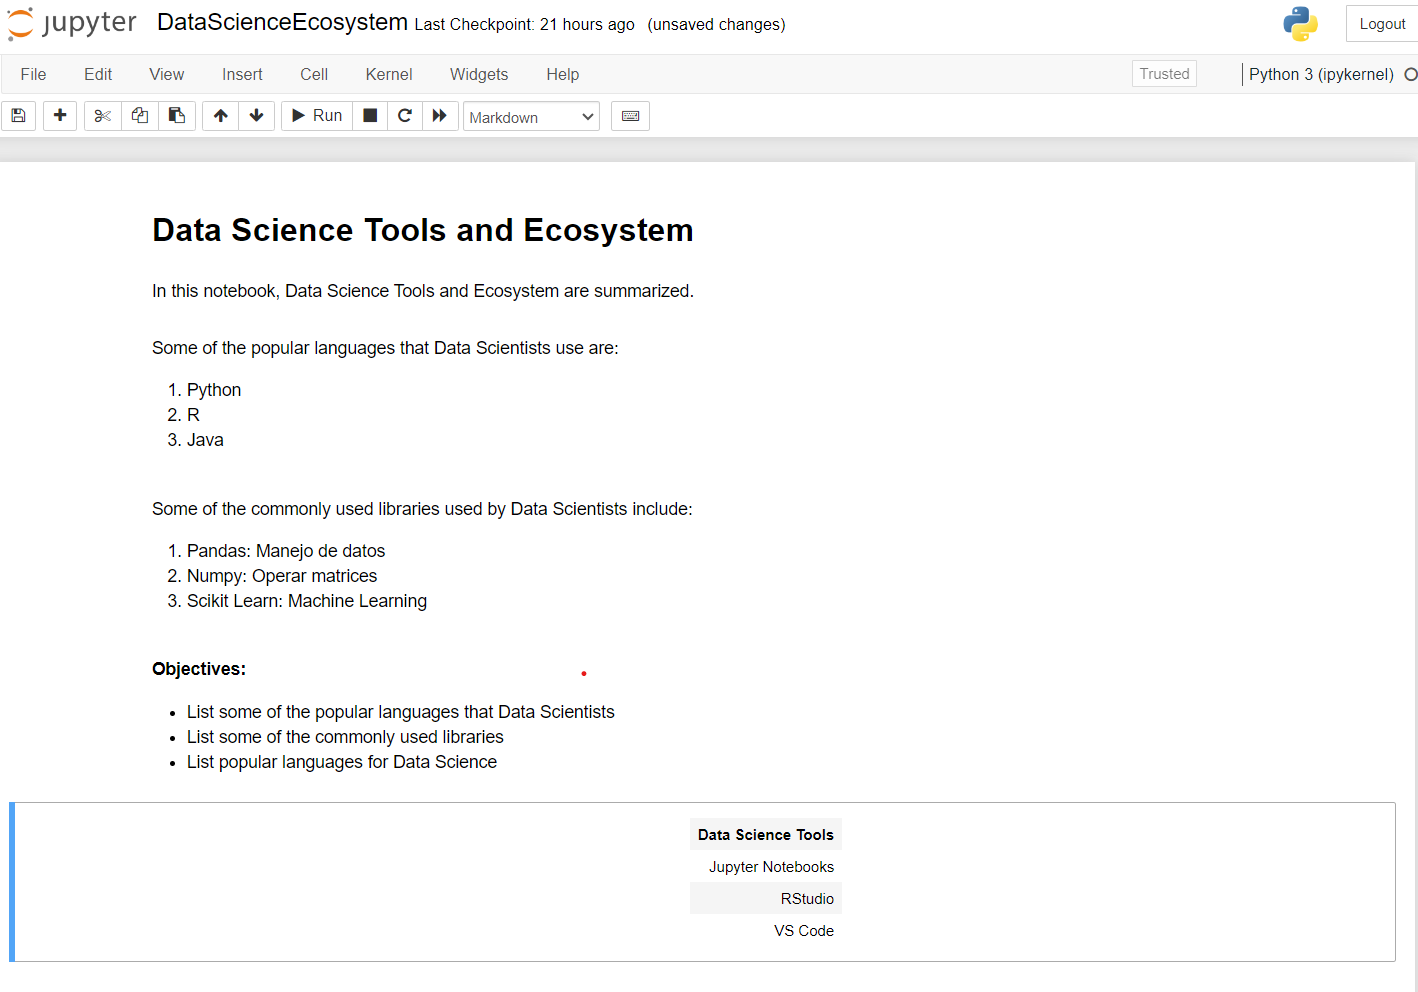 jupyter DataScienceEcosystem Last Checkpoint: 21 hours ago (unsaved changes) Logout
File Edit View Insert Cell Kernel Widgets Help Trusted Python 3 (ipykernel)
Run Markdown
Data Science Tools and Ecosystem
In this notebook, Data Science Tools and Ecosystem are summarized.
Some of the popular languages that Data Scientists use are:
1. Python
2. R
3. Java
Some of the commonly used libraries used by Data Scientists include:
1. Pandas: Manejo de datos
2. Numpy: Operar matrices
3. Scikit Learn: Machine Learning
Objectives:
• List some of the popular languages that Data Scientists
• List some of the commonly used libraries
• List popular languages for Data Science
Data Science Tools
Jupyter Notebooks
RStudio
VS Code